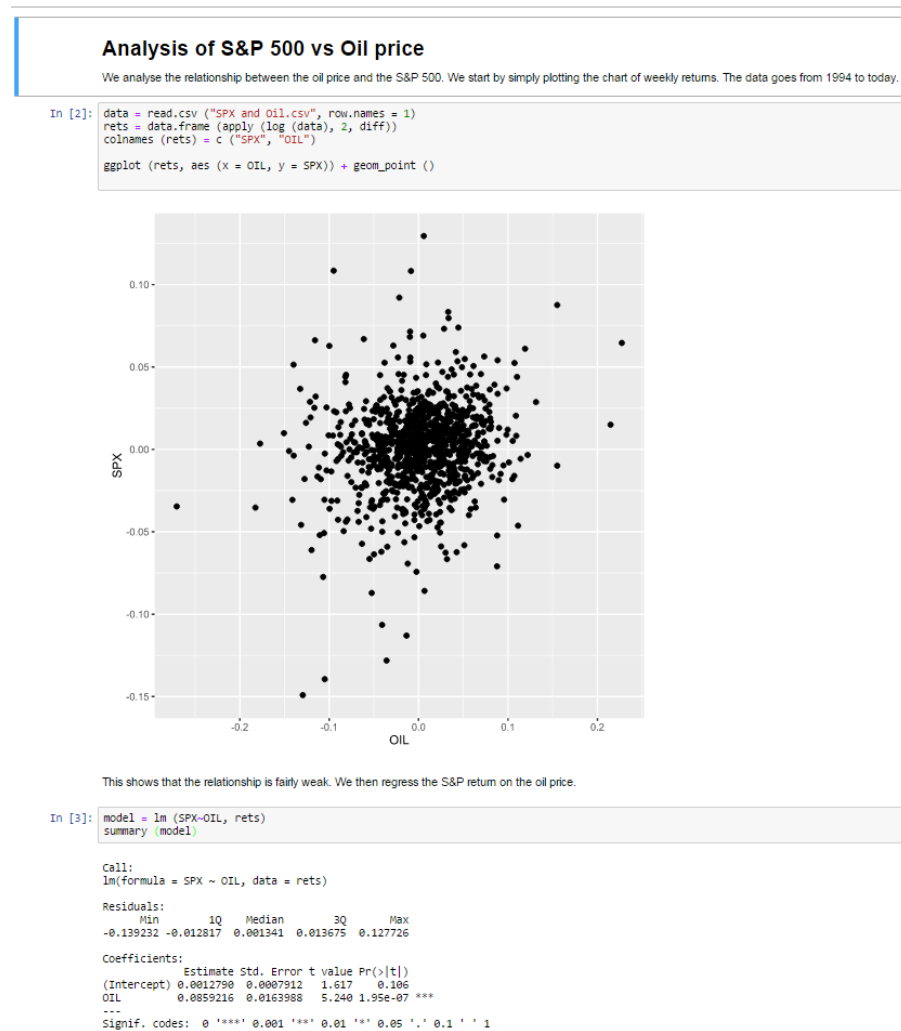 Analysis of S&P 500 vs Oil price
We analyse the relationship between the oil price and the S&P 500. We start by simply plotting the chart of weekly returns. The data goes from 1994 to today.
In [2]: data = read.csv ("SPX and Oil.csv", row.names = 1)
rets = data.frame (apply (log (data), 2, diff))
colnames (rets) = c ("SPX", "OIL")
ggplot (rets, aes (x = OIL, y = SPX)) + geom_point ()
0.10
0.05
0.00
SPX
-0.05
-0.10
-0.15
-0.2 -0.1 0.0 0.1 0.2
OIL
This shows that the relationship is fairly weak. We then regress the S&P return on the oil price.
In [3]: model = lm (SPX~OIL, rets)
summary (model)
Call:
lm(formula = SPX ~ OIL, data = rets)
Residuals:
Min 1Q Median 3Q Max
-0.139232 -0.012817 0.001341 0.013675 0.127726
Coefficients:
Estimate Std. Error t value Pr(>|t|)
(Intercept) 0.0012790 0.0007912 1.617 0.106
OIL 0.0859216 0.0163988 5.240 1.95e-07 ***
---
Signif. codes: 0 '***' 0.001 '**' 0.01 '*' 0.05 '.' 0.1 ' ' 1